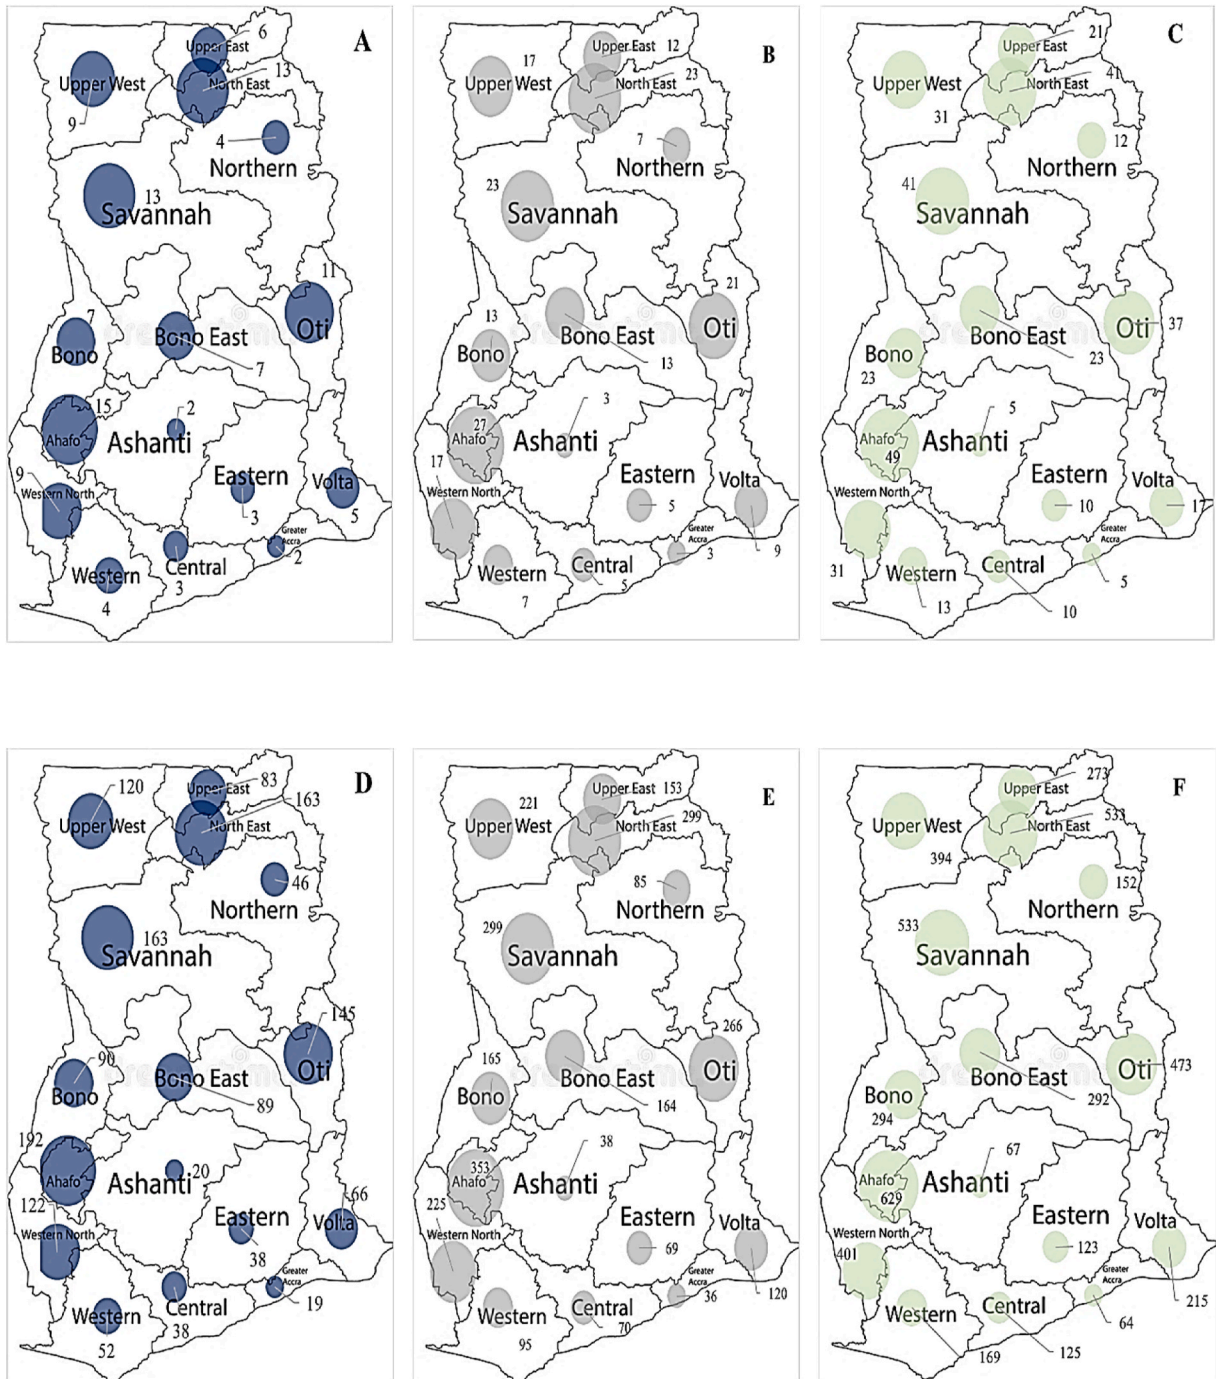 A
6
Upper East
13
Upper West
North East
9
4
Northern
13
Savannah
11
7
Bono East
Oti
Bono
7
15
2
Ahafo
Ashanti
9
Eastern
Volta
Western North
3
5
Greater
Accra
2
Central
3
Western
4
B
17
Upper East
12
23
Upper West
North East
7
Northern
23
Savannah
21
13
Bono East
Oti
Bono
13
27
3
Ahafo
Ashanti
17
Eastern
Volta
Western North
5
Greater
Accra
3
9
Western
Central
5
7
C
21
Upper East
41
Upper West
North East
31
12
Northern
41
Savannah
Oti
37
Bono East
Bono
23
23
5
Ahafo
Ashanti
49
Eastern
Volta
Western North
10
17
Greater
Accra
5
31
Western
Central
13
10
D
120
Upper East
83
163
Upper West
North East
46
Northern
163
Savannah
145
90
Bono East
Oti
Bono
89
192
20
Ahafo
Ashanti
122
66
Eastern
Volta
Western North
38
Greater
Accra
19
Western
Central
38
52
E
221
Upper East
153
299
Upper West
North East
85
Northern
299
Savannah
266
165
Bono East
Oti
Bono
164
353
38
Ahafo
Ashanti
225
Eastern
Volta
Western North
69
Greater
Accra
36
120
Western
Central
70
95
F
273
Upper East
533
Upper West
North East
394
152
Northern
533
Savannah
Oti
473
Bono East
Bono
292
294
67
Ahafo
Ashanti
629
Eastern
Volta
Western North
401
123
Greater
Accra
64
215
Western
Central
169
125